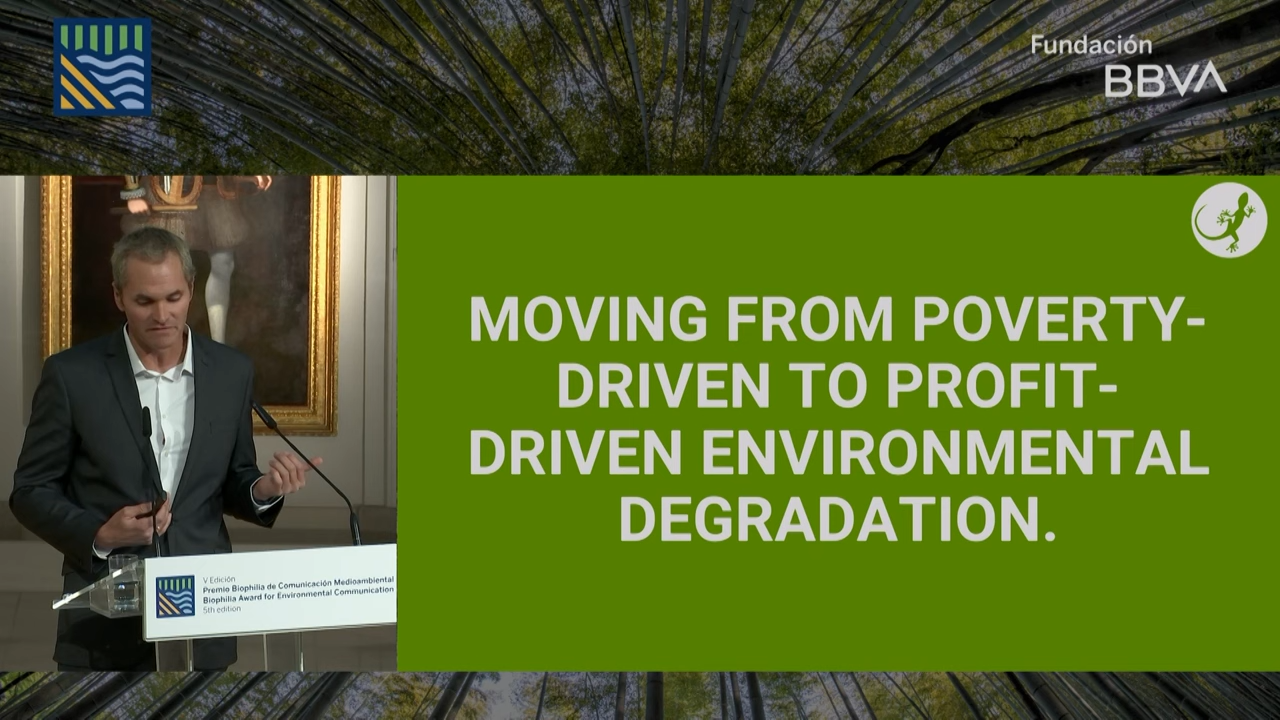 Fundación
BBVA
MOVING FROM POVERTY-
DRIVEN TO PROFIT-
DRIVEN ENVIRONMENTAL
DEGRADATION.
V Edición
Premio Biophilia de Comunicación Medioambiental
Biophilia Award for Environmental Communication
5th edition